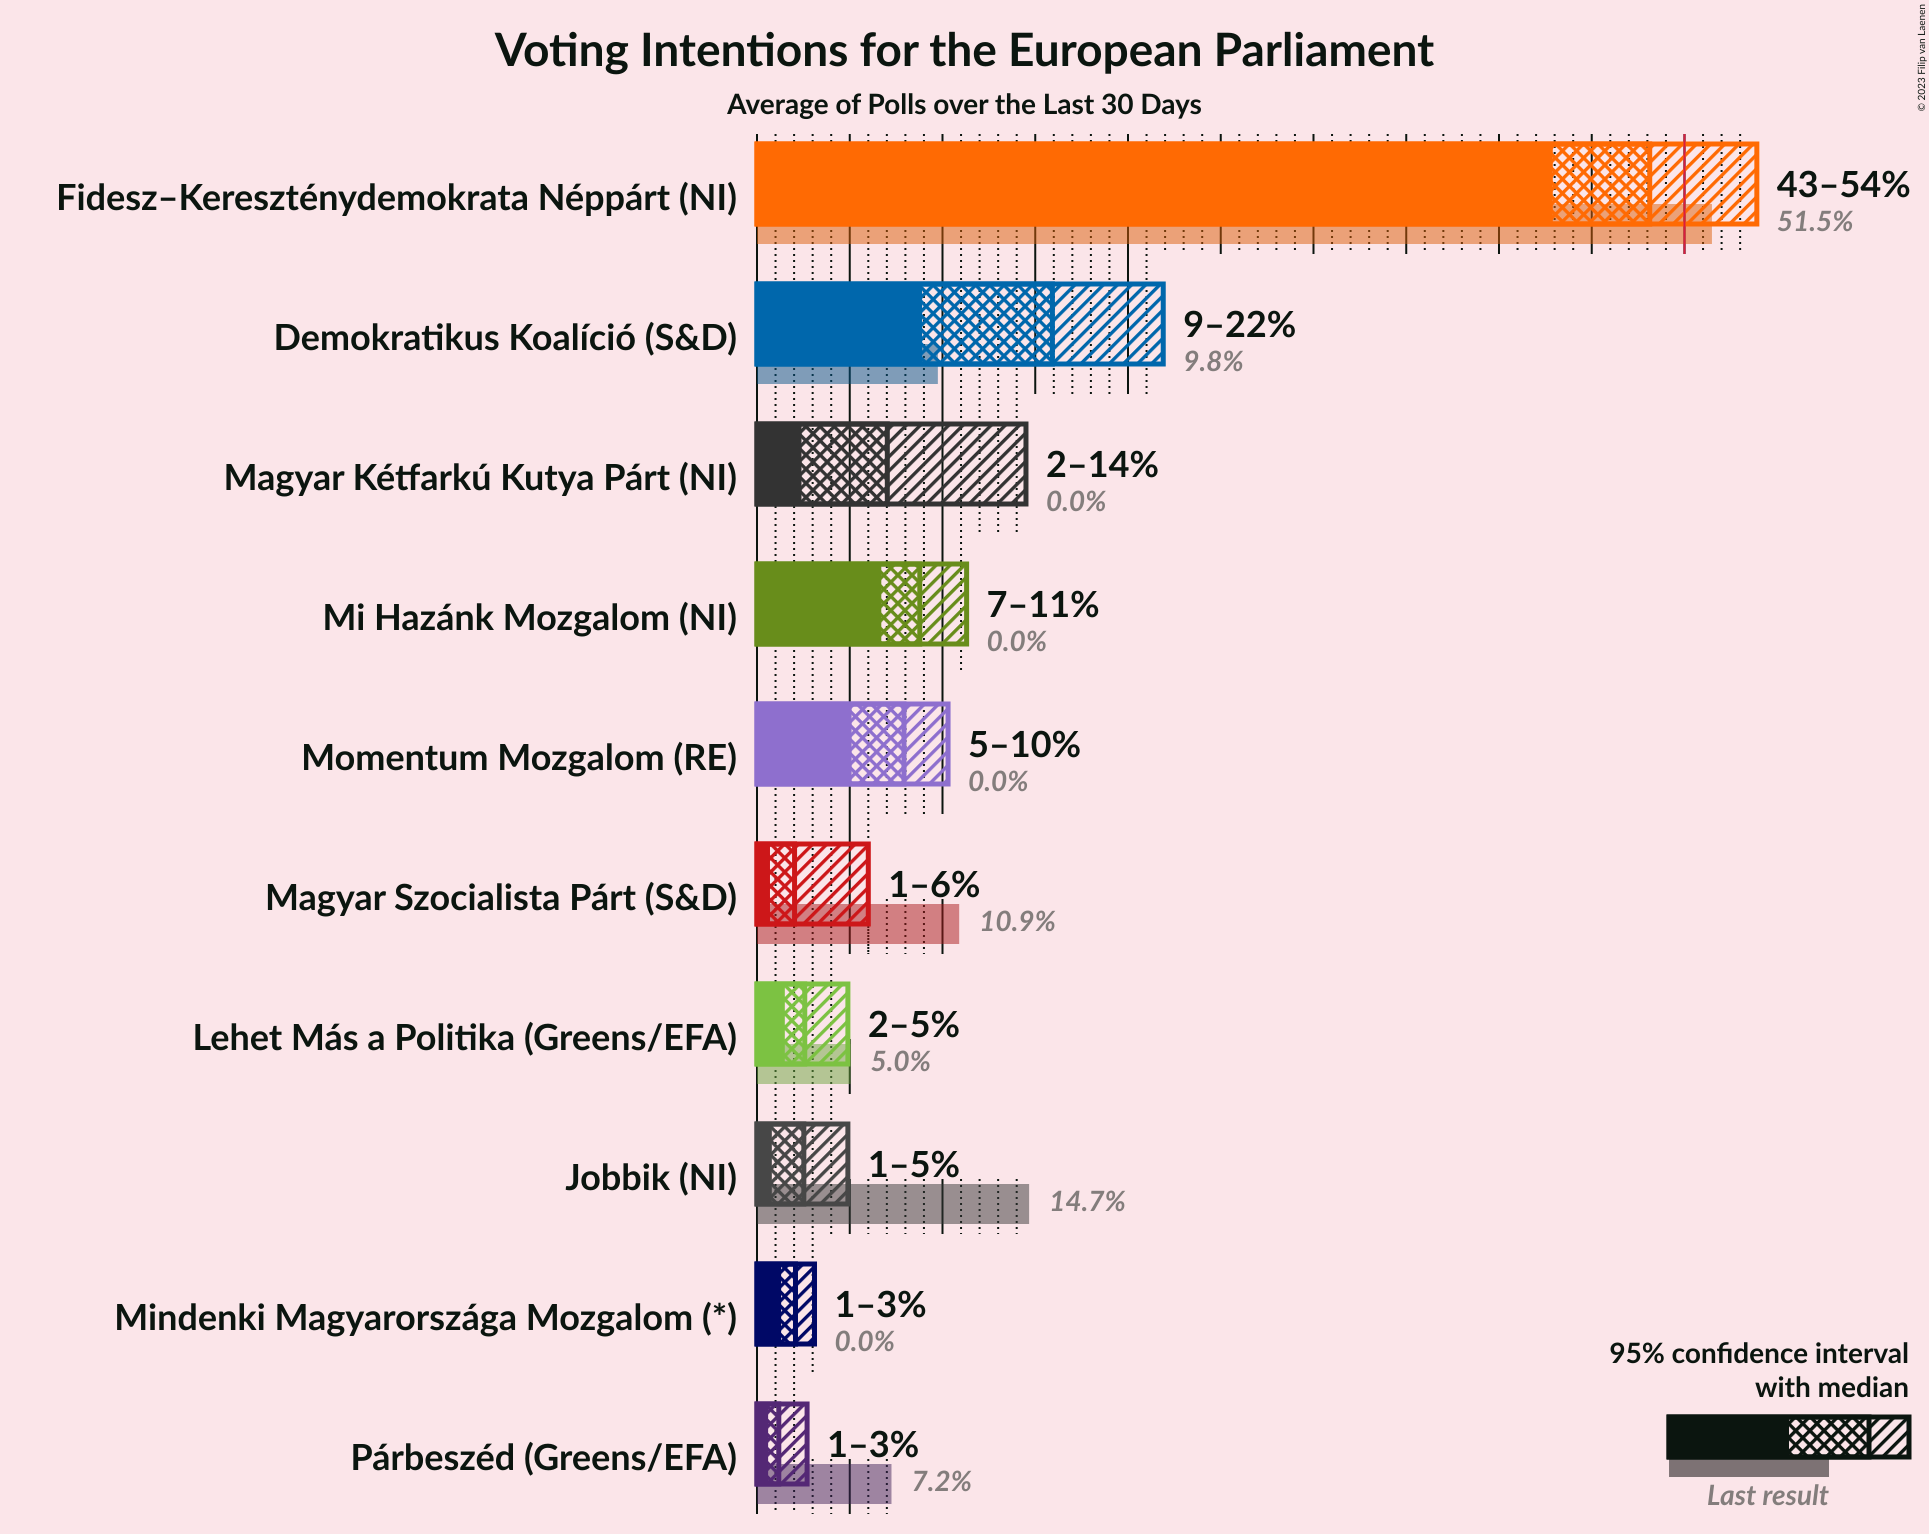 © 2023 Filip van Laenen
Voting Intentions for the European Parliament
Average of Polls over the Last 30 Days
Fidesz–Kereszténydemokrata Néppárt (NI)
43–54%
51.5%
Demokratikus Koalíció (S&D)
9–22%
9.8%
Magyar Kétfarkú Kutya Párt (NI)
2–14%
0.0%
Mi Hazánk Mozgalom (NI)
7–11%
0.0%
Momentum Mozgalom (RE)
5–10%
0.0%
Magyar Szocialista Párt (S&D)
1–6%
10.9%
Lehet Más a Politika (Greens/EFA)
2–5%
5.0%
Jobbik (NI)
1–5%
14.7%
Mindenki Magyarországa Mozgalom (*)
1–3%
0.0%
Párbeszéd (Greens/EFA)
1–3%
7.2%
95% confidence interval
with median
Last result